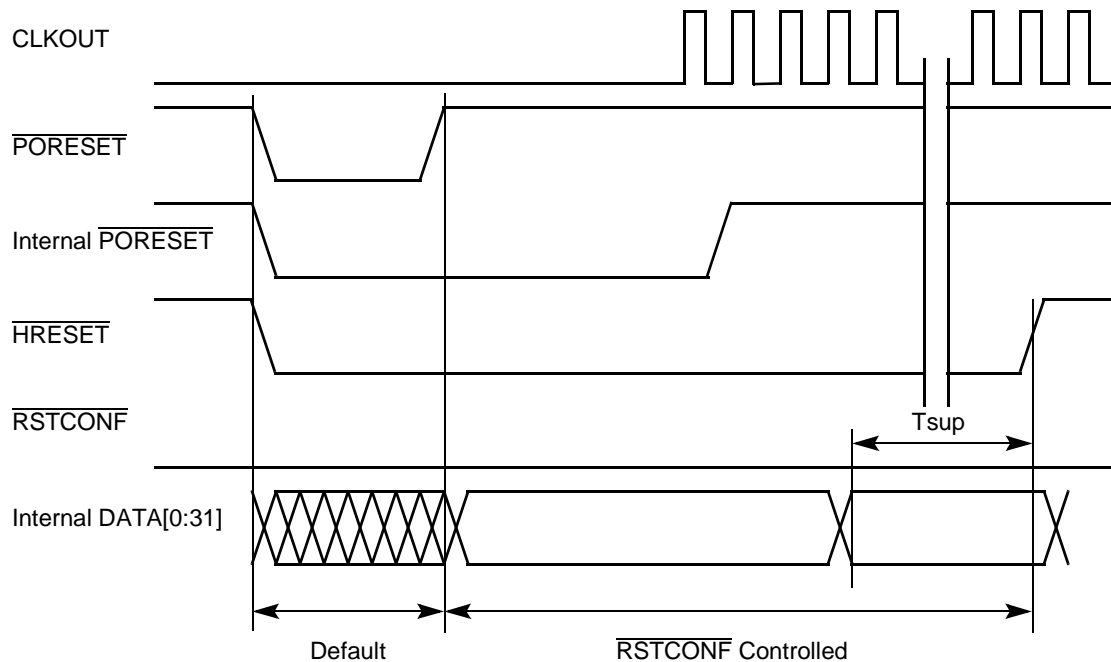 CLKOUT
PORESET
Internal PORESET
HRESET
RSTCONF
Tsup
Internal DATA[0:31]
Default
RSTCONF Controlled